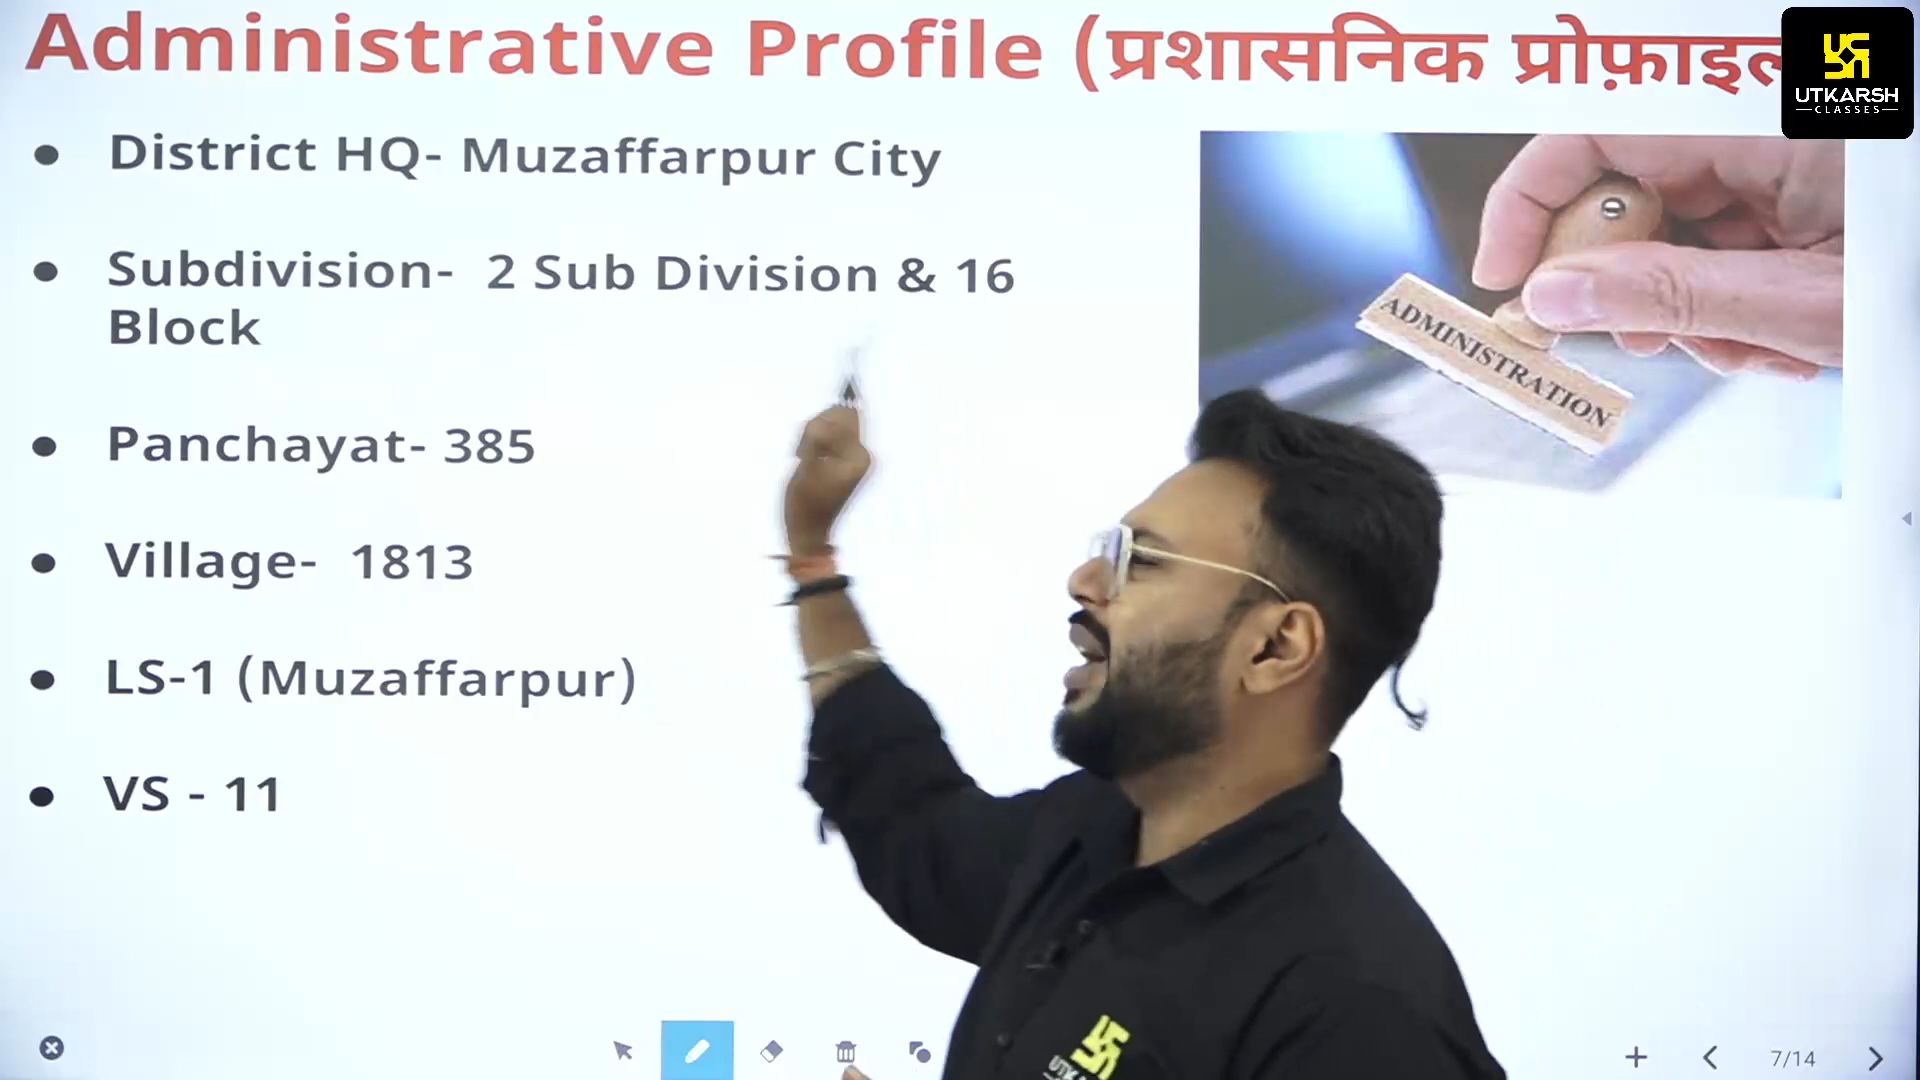 Administrative Profile (प्रशासनिक प्रोफ़ाइल
UTKARSH
CLASSES
District HQ- Muzaffarpur City
Subdivision- 2 Sub Division & 16
Block
ADMINISTRATION
Panchayat- 385
Village- 1813
LS-1 (Muzaffarpur)
VS - 11
7/14